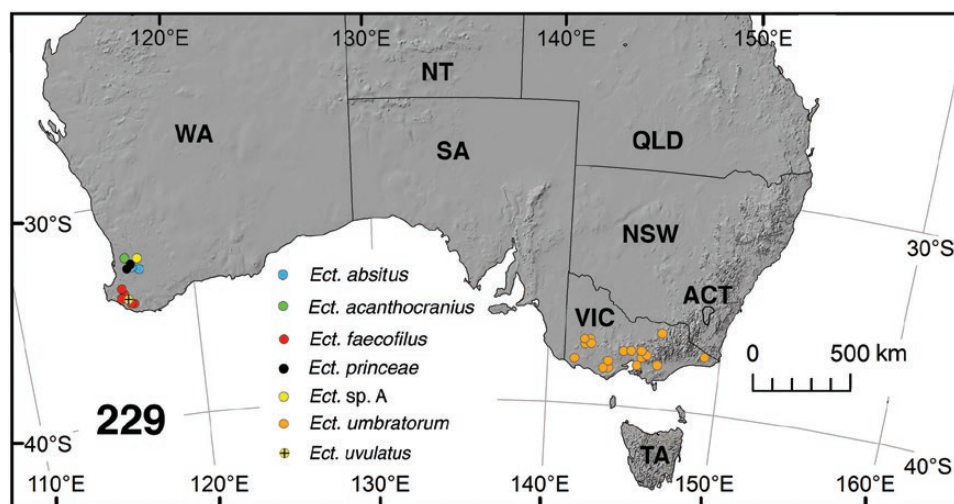 120°E 130°E 140°E 150°E
NT
WA
SA
QLD
30°S
NSW
30°S
Ect. absitus
Ect. acanthocranius
ACT
VIC
Ect. faecofilus
0 500 km
Ect. princeae
Ect. sp. A
229
Ect. umbratorum
40°S
Ect. uvulatus
TA
40°S
110°E 120°E 130°E 140°E 150°E 160°E